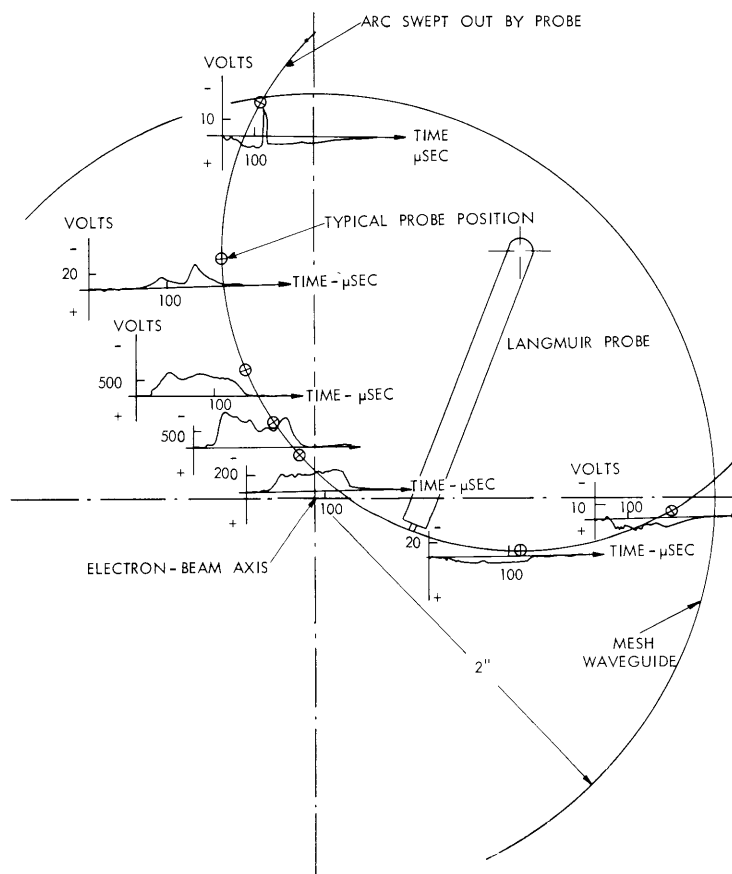 ARC SWEPT OUT BY PROBE
VOLTS
-
10
+
100
TIME
μSEC
VOLTS
-
20
+
100
TIME-μSEC
TYPICAL PROBE POSITION
VOLTS
-
500
+
100
TIME-μSEC
LANGMUIR PROBE
-
500
+
-
200
+
100
TIME-μSEC
VOLTS
-
10
+
100
TIME-μSEC
-
20
+
100
ELECTRON-BEAM AXIS
MESH
WAVEGUIDE
2"